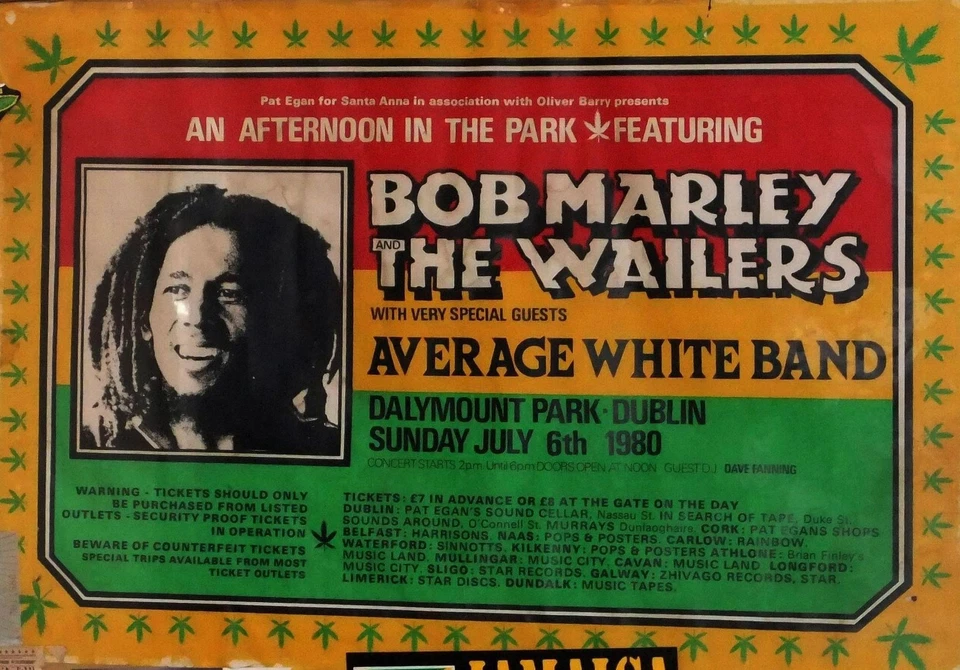 Pat Egan for Santa Anna in association with Oliver Barry presents
AN AFTERNOON IN THE PARK FEATURING
BOB MARLEY
AND THE WAILERS
WITH VERY SPECIAL GUESTS
AVERAGE WHITE BAND
DALYMOUNT PARK · DUBLIN
SUNDAY JULY 6th 1980
CONCERT STARTS 2pm Until 6pm DOORS OPEN AT NOON GUEST D.J. DAVE FANNING
WARNING - TICKETS SHOULD ONLY
BE PURCHASED FROM LISTED
OUTLETS - SECURITY PROOF TICKETS
IN OPERATION
BEWARE OF COUNTERFEIT TICKETS
SPECIAL TRIPS AVAILABLE FROM MOST
TICKET OUTLETS
TICKETS: £7 IN ADVANCE OR £8 AT THE GATE ON THE DAY
DUBLIN: PAT EGAN'S SOUND CELLAR, Nassau St. IN SEARCH OF TAPE, Duke St.
SOUNDS AROUND, O'Connell St. MURRAYS Dunlaoghaire. CORK: PAT EGANS SHOPS
BELFAST: HARRISONS. NAAS: POPS & POSTERS. CARLOW: RAINBOW.
WATERFORD: SINNOTTS. KILKENNY: POPS & POSTERS ATHLONE: Brian Finley's
MUSIC LAND. MULLINGAR: MUSIC CITY. CAVAN: MUSIC LAND. LONGFORD:
MUSIC CITY. SLIGO: STAR RECORDS. GALWAY: ZHIVAGO RECORDS, STAR.
LIMERICK: STAR DISCS. DUNDALK: MUSIC TAPES.
JAMAICA